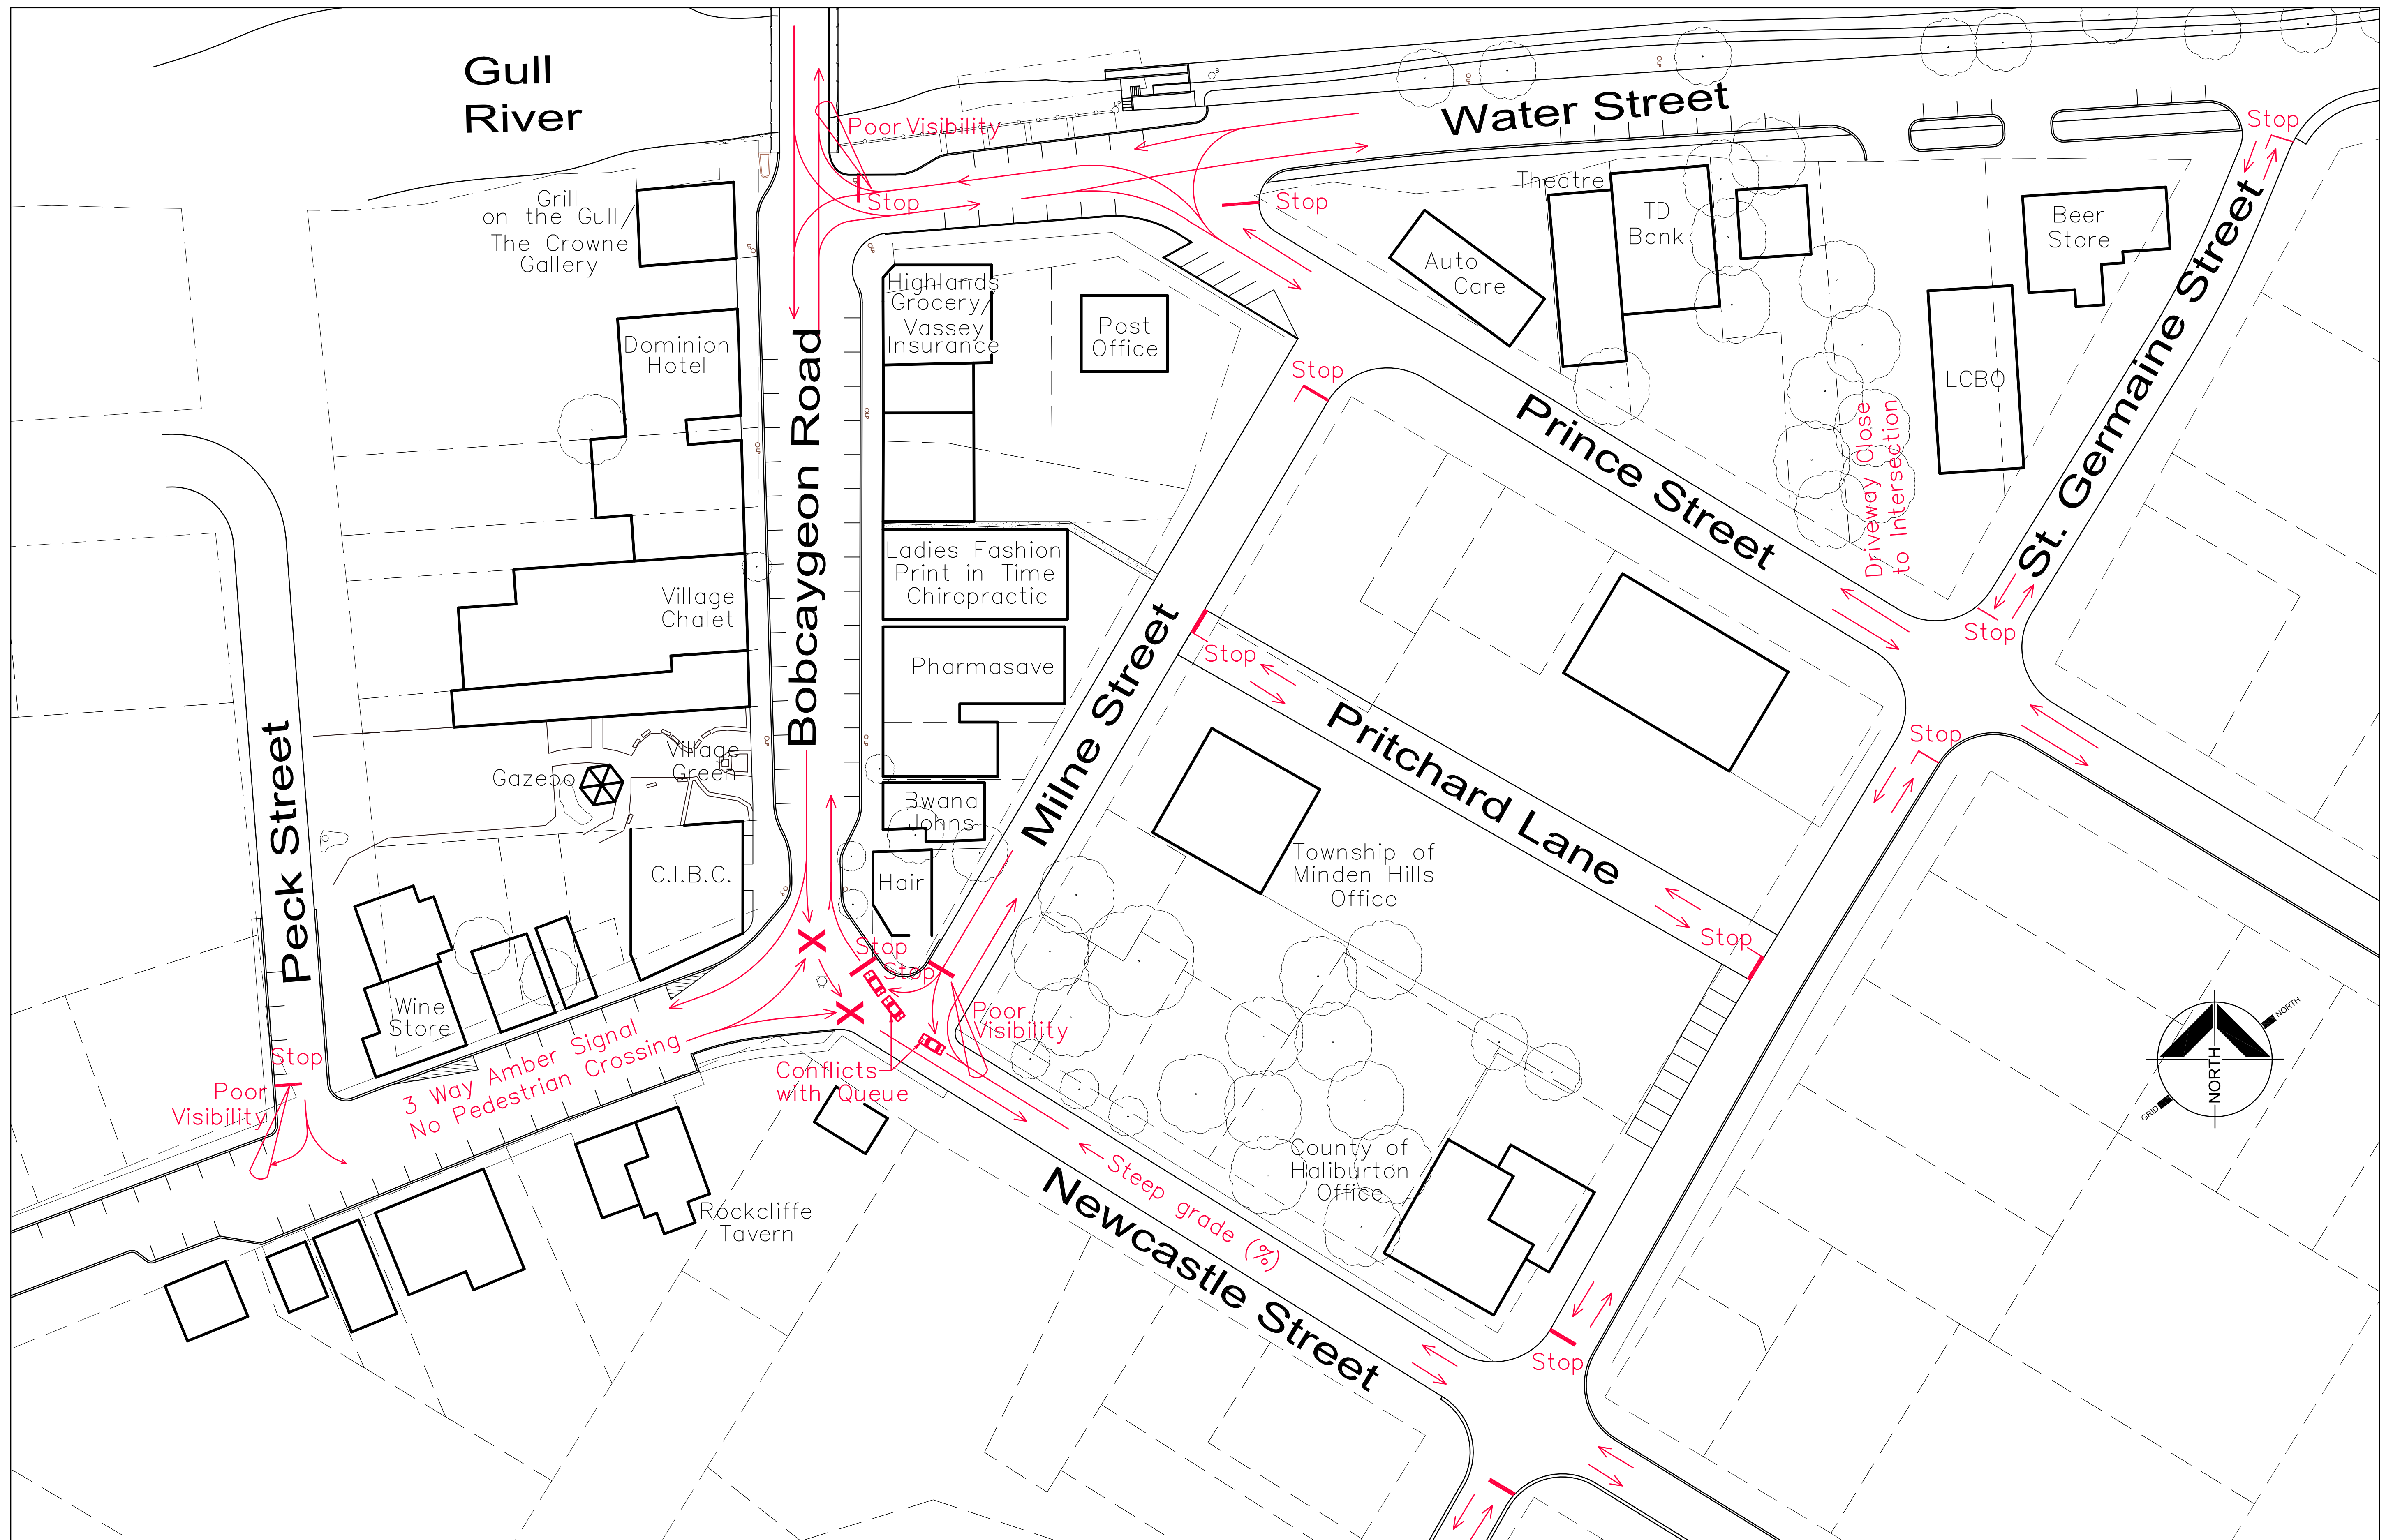 Gull
River
Water Street
Stop
Poor Visibility
Stop
Stop
Grill
on the Gull/
The Crowne
Gallery
Theatre
TD
Bank
Beer
Store
Auto
Care
Highlands
Grocery/
Vassey
Insurance
Post
Office
Dominion
Hotel
Stop
LCBO
Bobcaygeon Road
Prince Street
St. Germaine Street
Driveway Close
to Intersection
Ladies Fashion
Print in Time
Chiropractic
Village
Chalet
Stop
Stop
Pharmasave
Milne Street
Pritchard Lane
Stop
Village
Green
Gazebo
Peck Street
Bwana
Johns
Hair
C.I.B.C.
Township of
Minden Hills
Office
Stop
Stop
Stop
Wine
Store
Poor
Visibility
Stop
3 Way Amber Signal
No Pedestrian Crossing
Conflicts
with Queue
Poor
Visibility
NORTH
NORTH
GRID
County of
Haliburton
Office
Steep grade (%)
Rockcliffe
Tavern
Newcastle Street
Stop